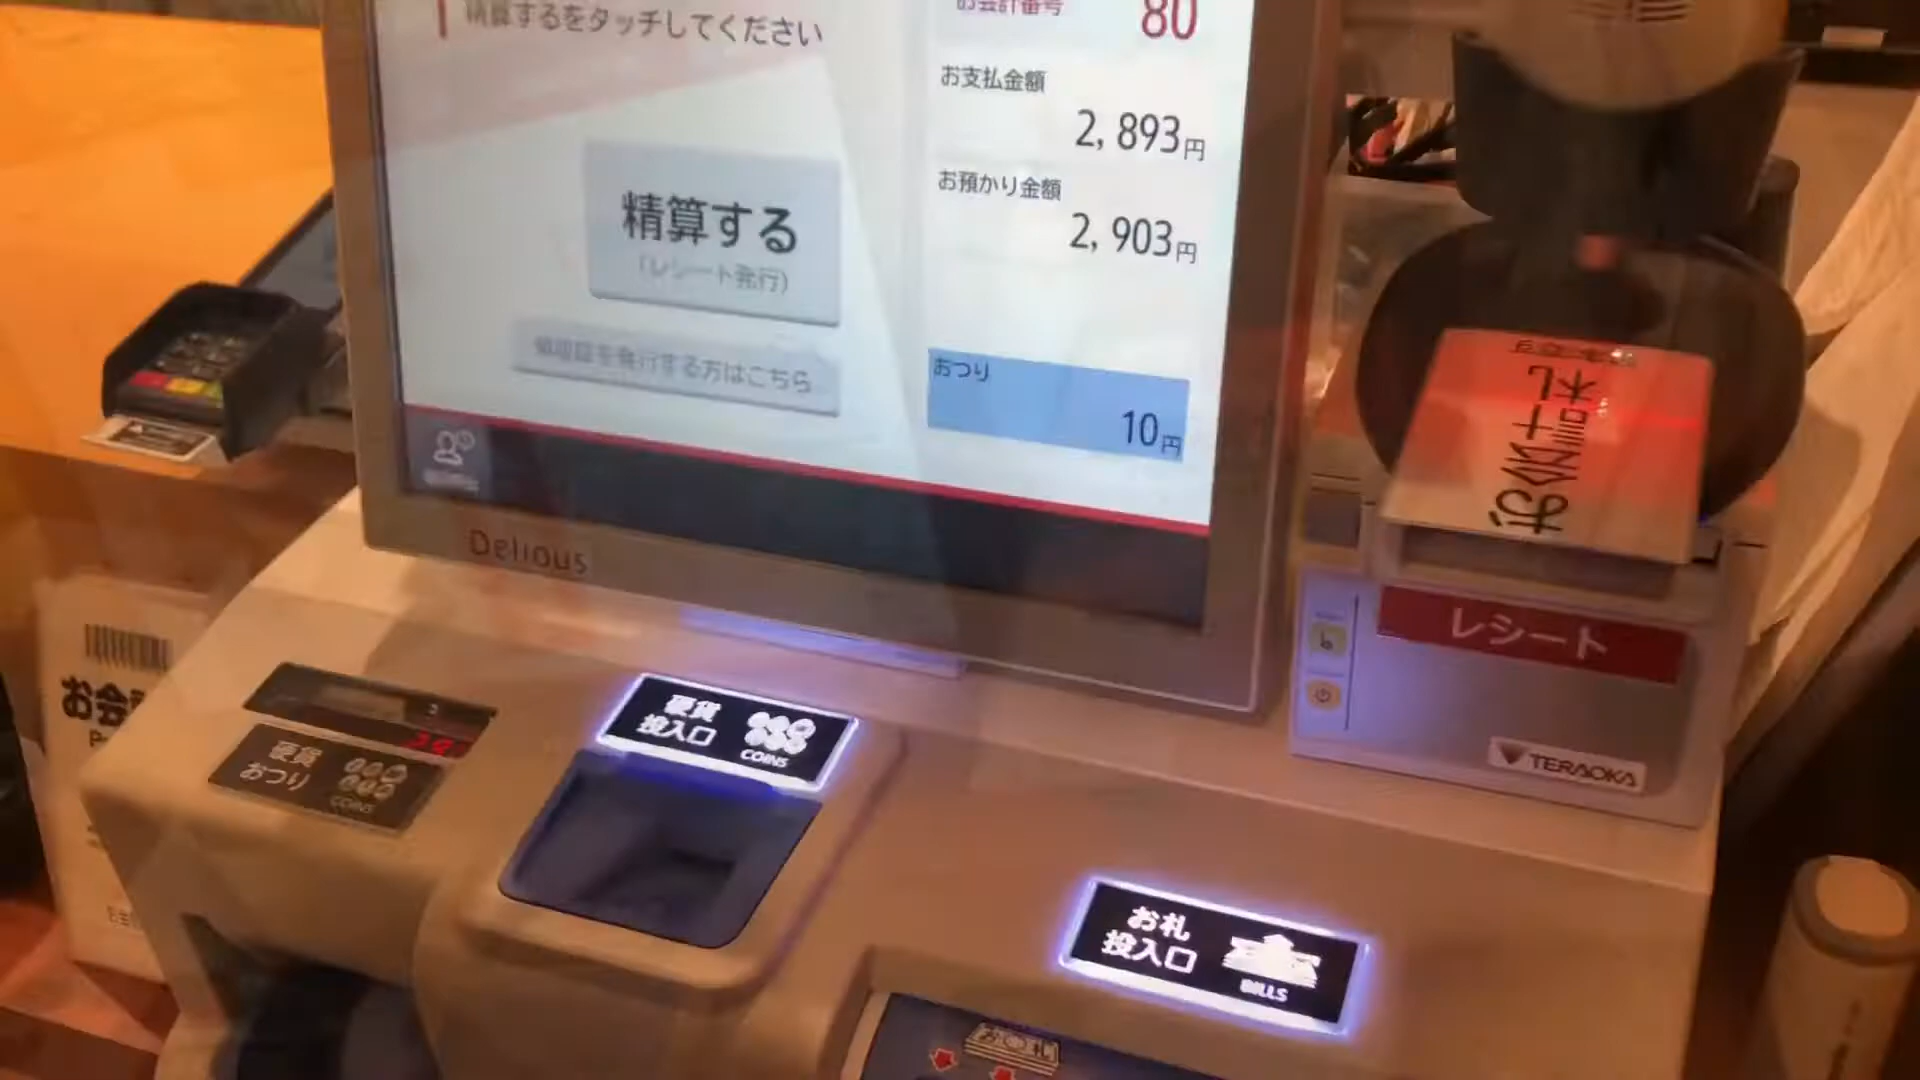 精算するをタッチしてください
お会計番号
80
お支払金額
2,893円
お預かり金額
2,903円
おつり
10円
精算する
(レシート発行)
領収証を発行する方はこちら
Delious
お会計札
レシート
TERAOKA
硬貨
投入口
COINS
硬貨
おつり
COINS
お札
投入口
BILLS
お会